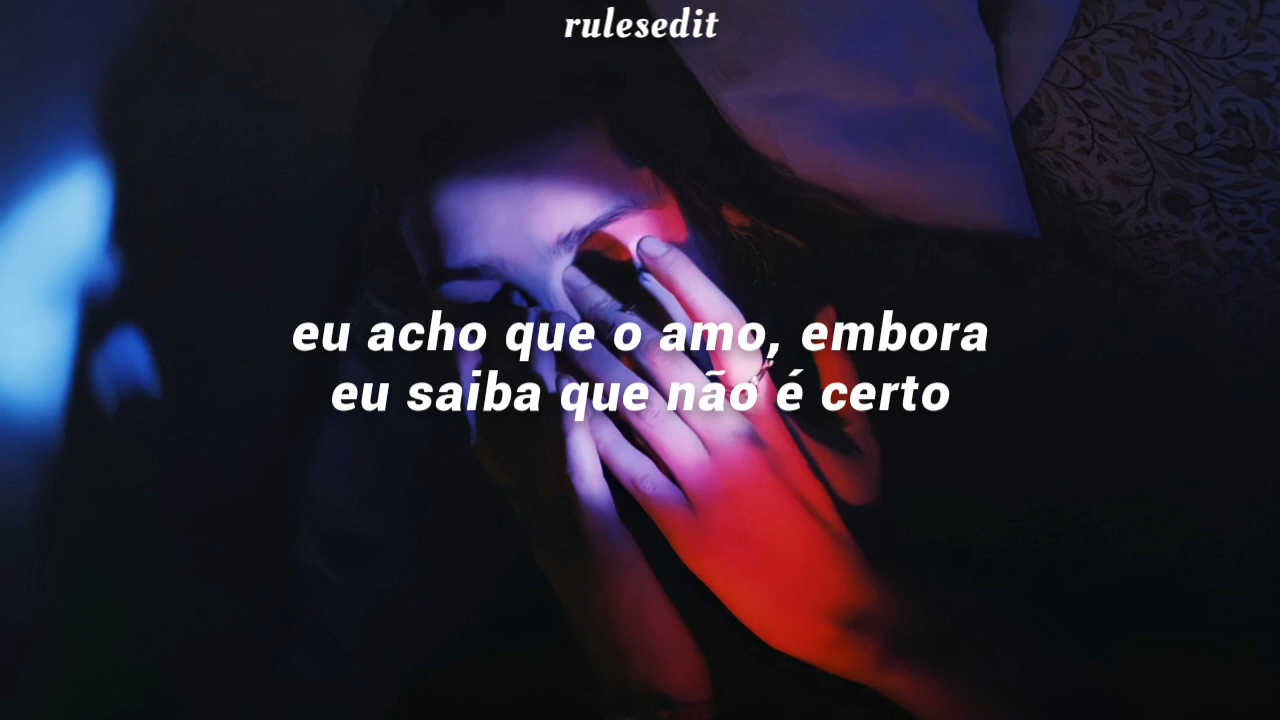 rulesedit
eu acho que o amo, embora
eu saiba que não é certo